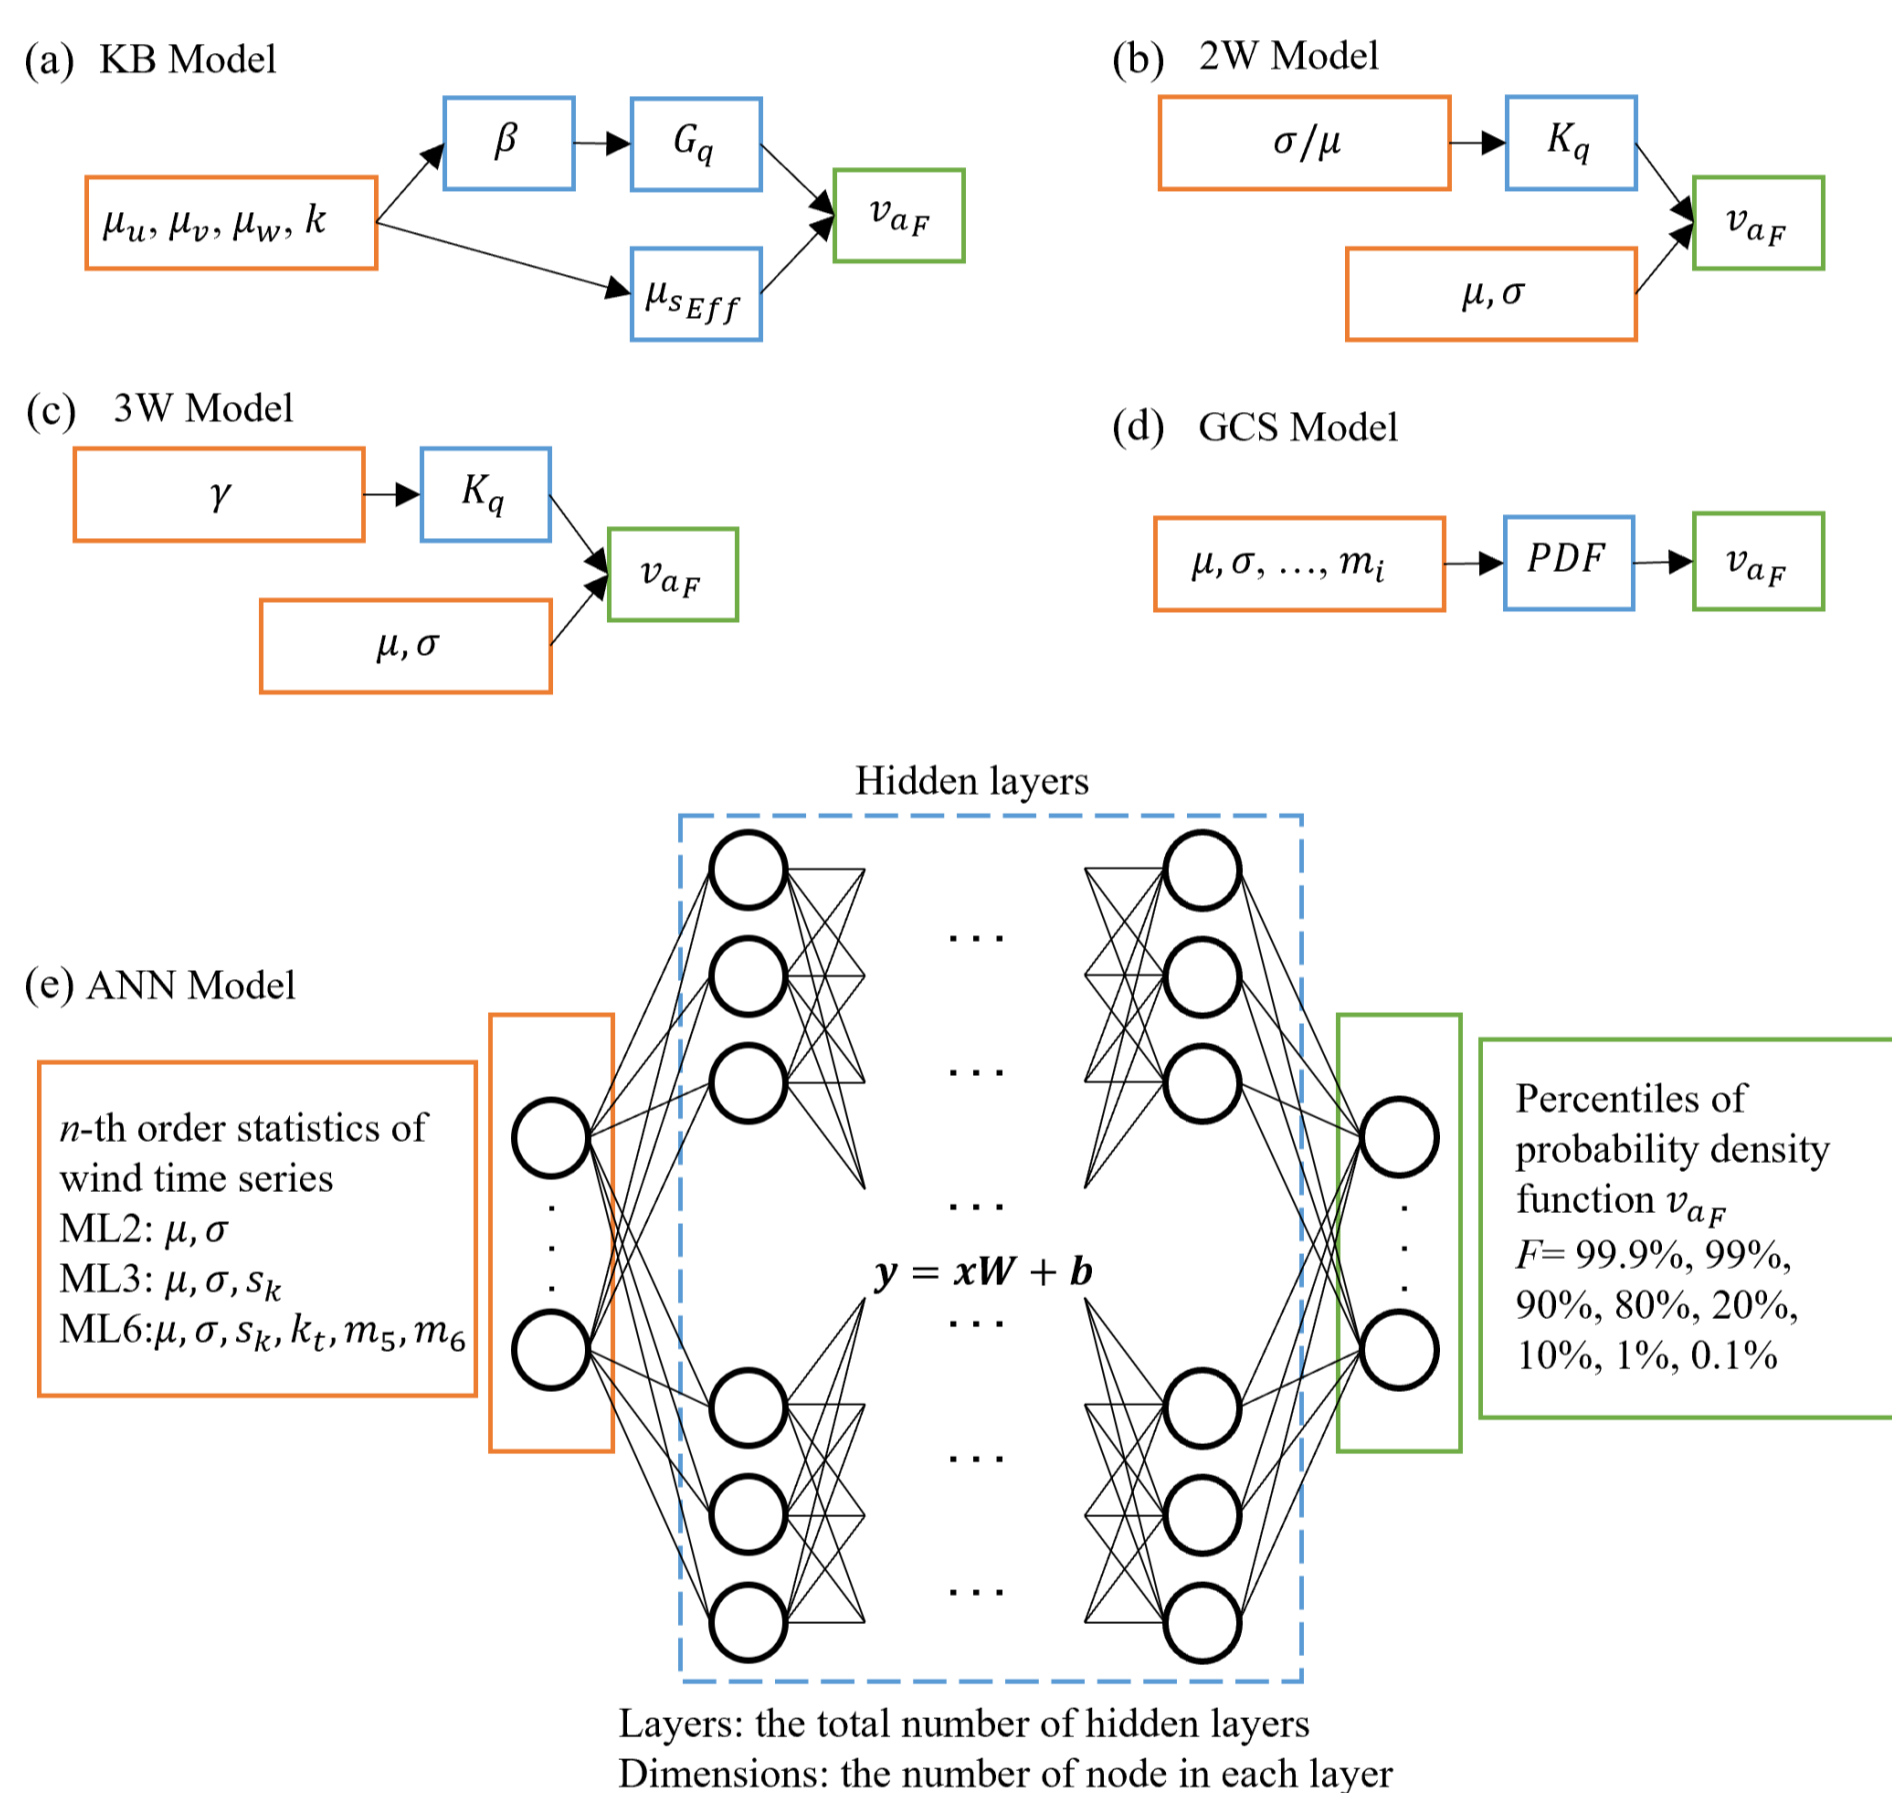 (a) KB Model
β
G_q
μ_u, μ_v, μ_w, k
v_{a_F}
μ_{s_{Eff}}
(b) 2W Model
σ/μ
K_q
v_{a_F}
μ, σ
(c) 3W Model
γ
K_q
v_{a_F}
μ, σ
(d) GCS Model
μ, σ, ..., m_i
PDF
v_{a_F}
Hidden layers
(e) ANN Model
n-th order statistics of
wind time series
ML2: μ, σ
ML3: μ, σ, s_k
ML6:μ, σ, s_k, k_t, m_5, m_6
y = xW + b
Percentiles of
probability density
function v_{a_F}
F= 99.9%, 99%,
90%, 80%, 20%,
10%, 1%, 0.1%
Layers: the total number of hidden layers
Dimensions: the number of node in each layer